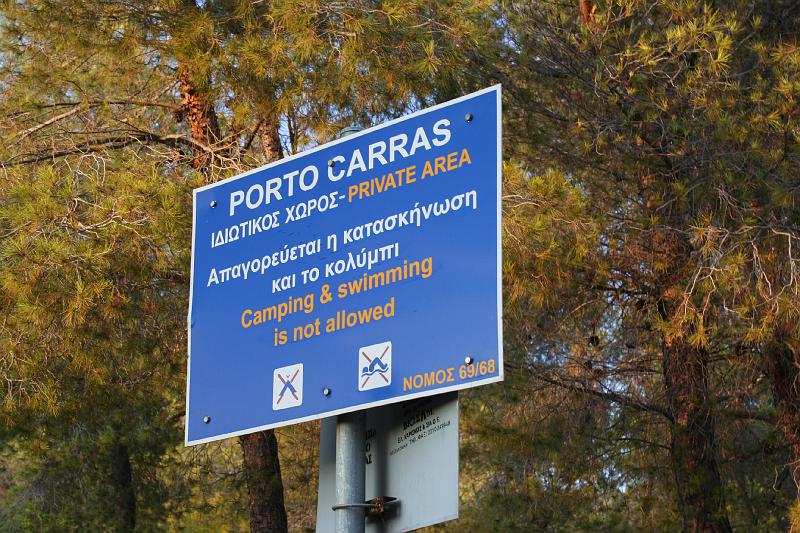 PORTO CARRAS
ΙΔΙΩΤΙΚΟΣ ΧΩΡΟΣ - PRIVATE AREA
Απαγορεύεται η κατασκήνωση
και το κολύμπι
Camping & swimming
is not allowed
ΝΟΜΟΣ 69/68